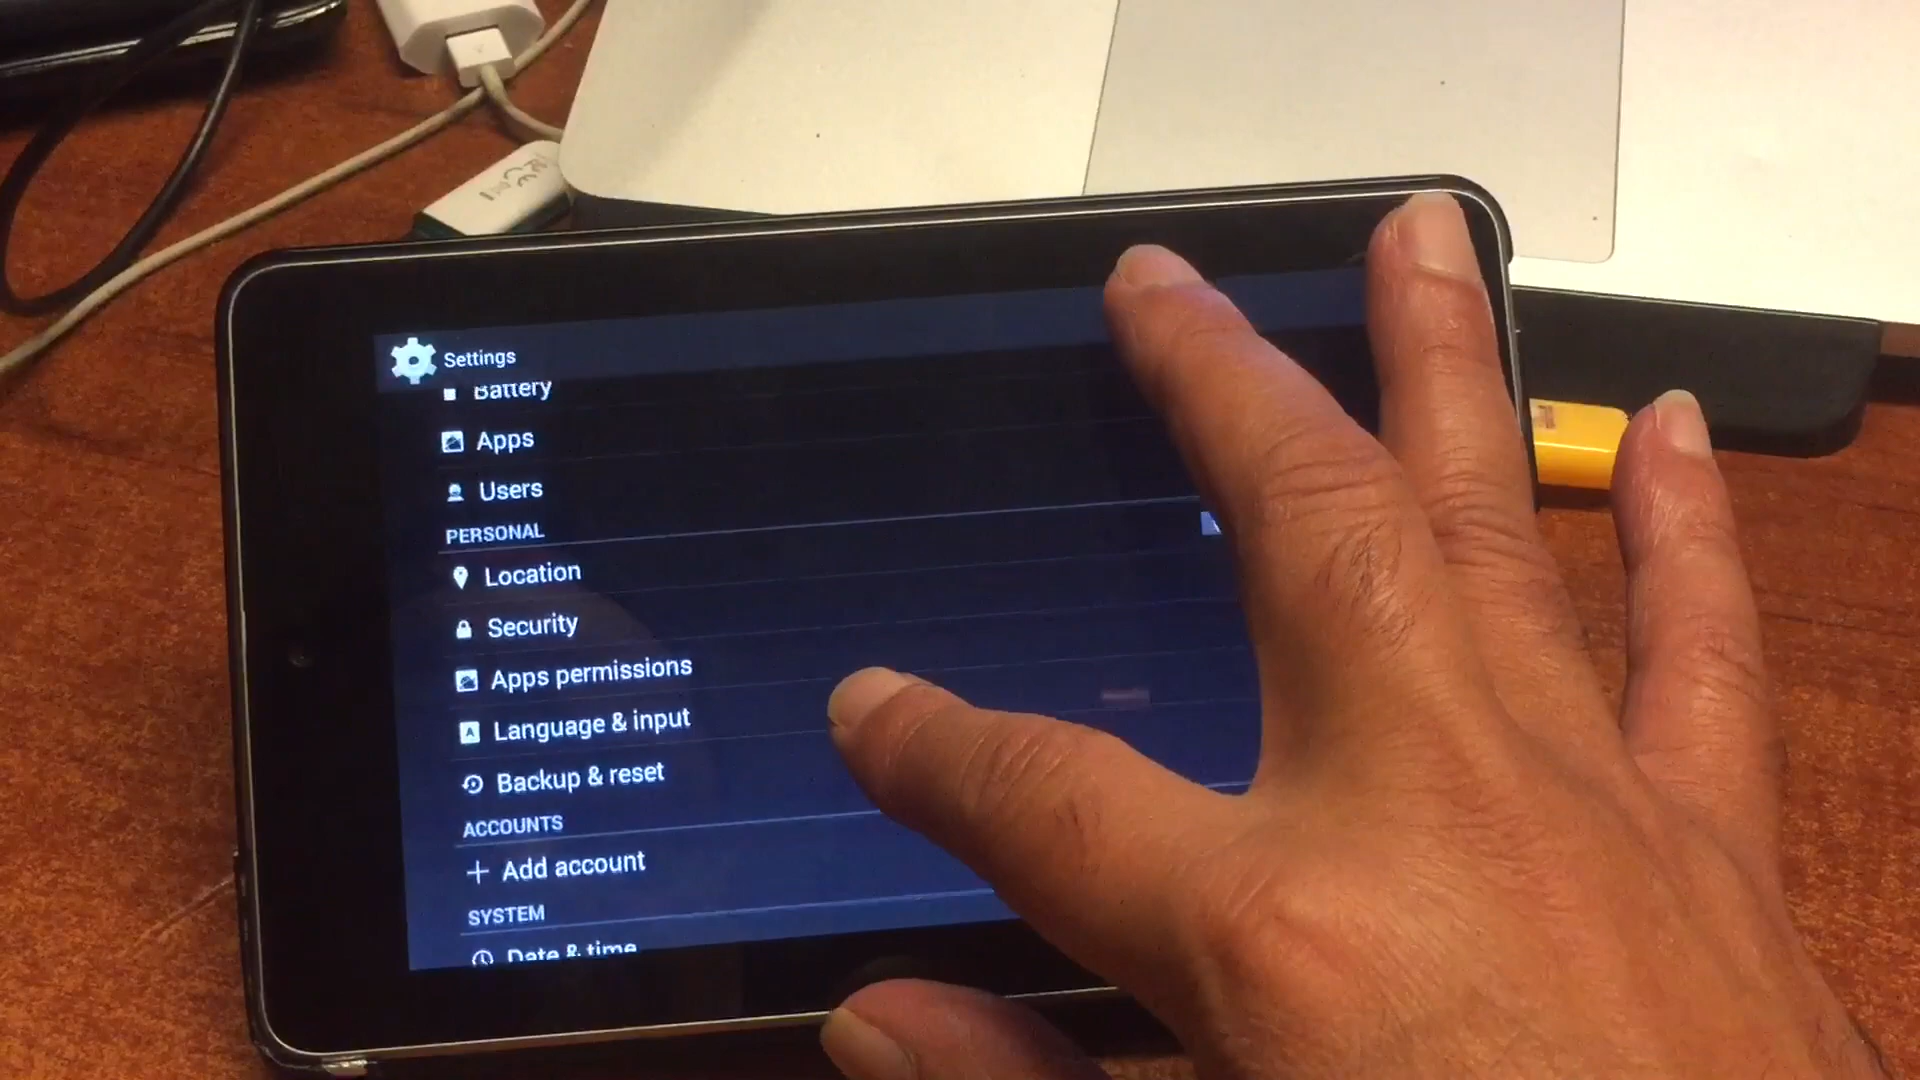 Settings
Battery
Apps
Users
PERSONAL
Location
Security
Apps permissions
Language & input
Backup & reset
ACCOUNTS
Add account
SYSTEM
Date & time